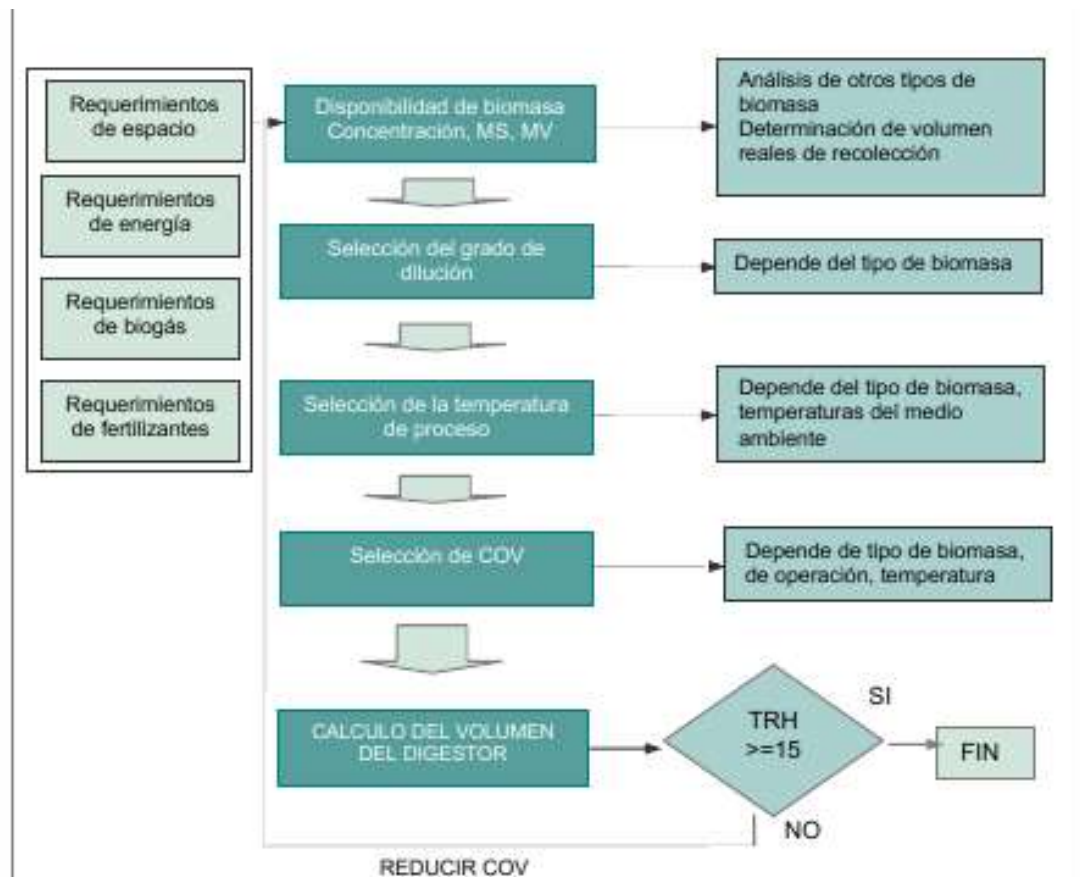 Requerimientos
de espacio
Requerimientos
de energía
Requerimientos
de biogás
Requerimientos
de fertilizantes
Disponibilidad de biomasa
Concentración, MS, MV
Análisis de otros tipos de
biomasa
Determinación de volumen
reales de recolección
Selección del grado de
dilución
Depende del tipo de biomasa
Selección de la temperatura
de proceso
Depende del tipo de biomasa,
temperaturas del medio
ambiente
Selección de COV
Depende de tipo de biomasa,
de operación, temperatura
CALCULO DEL VOLUMEN
DEL DIGESTOR
TRH
>=15
SI
FIN
NO
REDUCIR COV